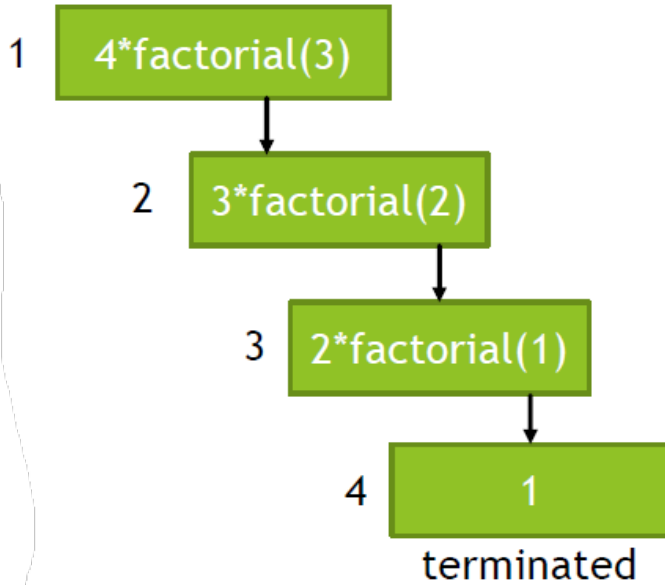 1 4*factorial(3)
2 3*factorial(2)
3 2*factorial(1)
4 1
terminated